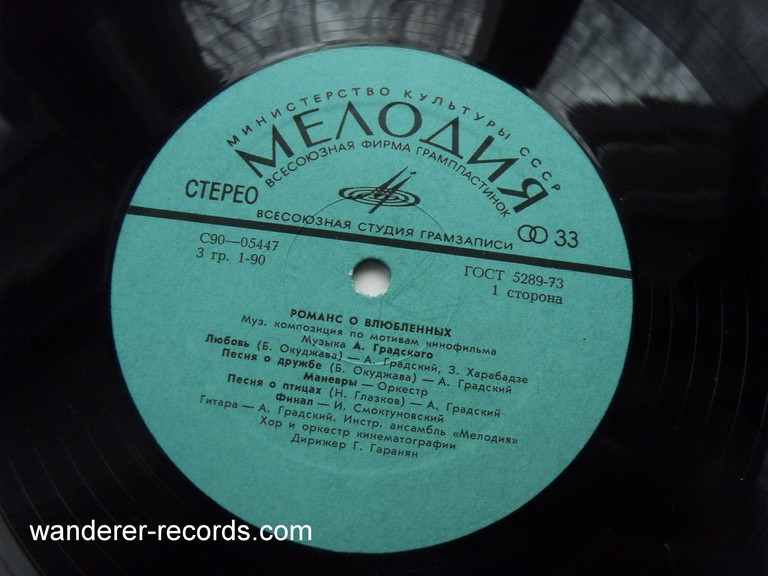 МИНИСТЕРСТВО КУЛЬТУРЫ СССР
МЕЛОДИЯ
ВСЕСОЮЗНАЯ ФИРМА ГРАМПЛАСТИНОК
СТЕРЕО
ВСЕСОЮЗНАЯ СТУДИЯ ГРАМЗАПИСИ
33
С90—05447
3 гр. 1-90
ГОСТ 5289-73
1 сторона
РОМАНС О ВЛЮБЛЕННЫХ
Муз. композиция по мотивам кинофильма
Музыка А. Градского
Любовь (Б. Окуджава) — А. Градский, З. Харабадзе
Песня о дружбе (Б. Окуджава) — А. Градский
Маневры — Оркестр
Песня о птицах (Н. Глазков) — А. Градский
Финал — И. Смоктуновский
Гитара — А. Градский. Инстр. ансамбль «Мелодия»
Хор и оркестр кинематографии
Дирижер Г. Гаранян
wanderer-records.com